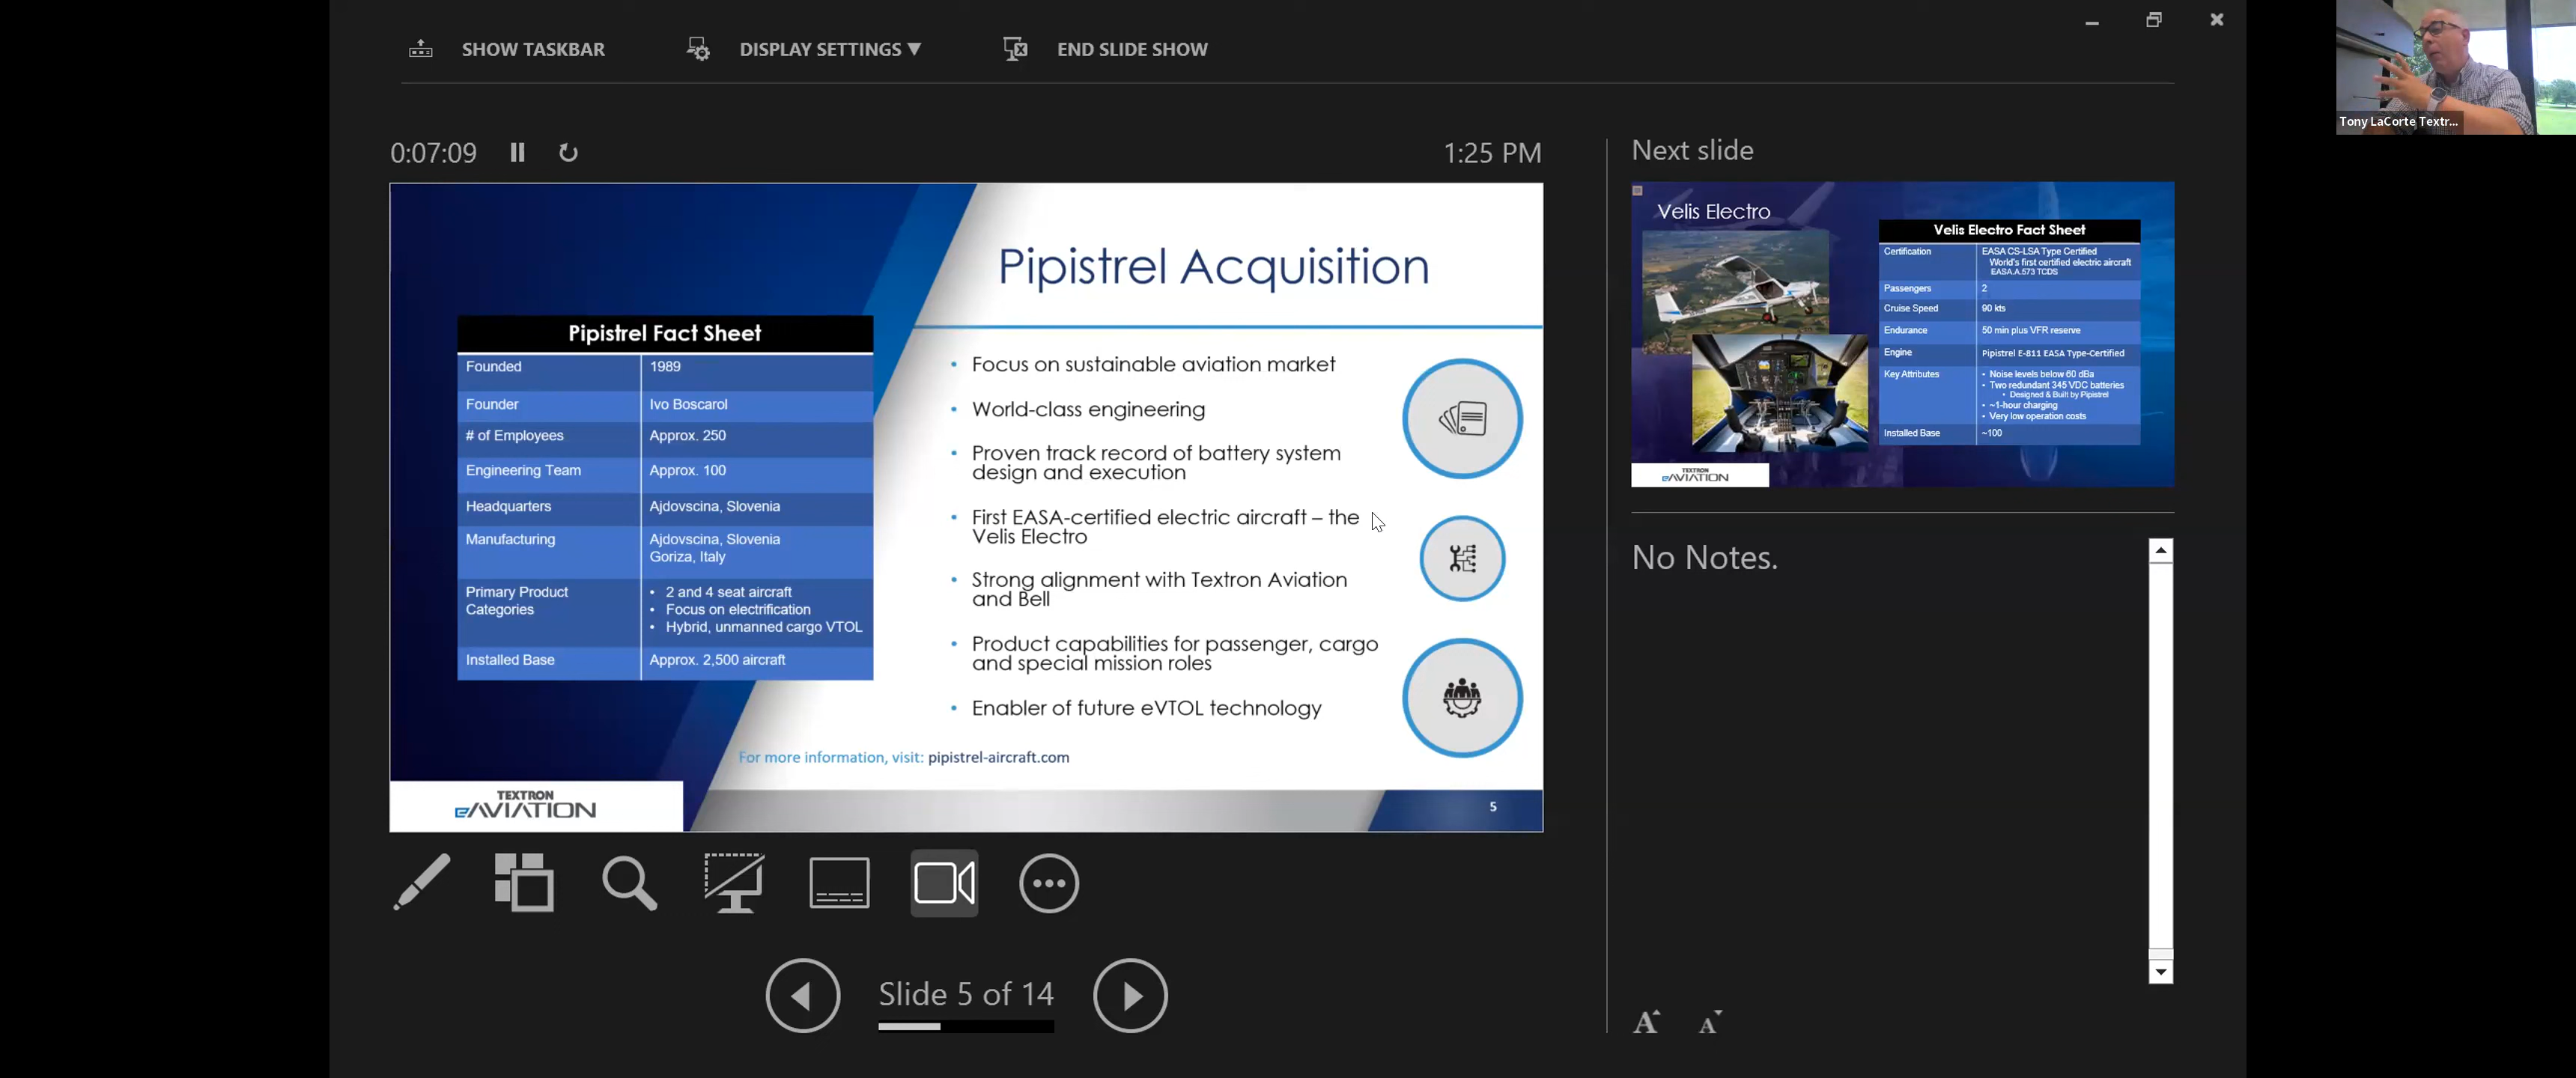 SHOW TASKBAR
DISPLAY SETTINGS ▼
END SLIDE SHOW
0:07:09
1:25 PM
Pipistrel Acquisition
Pipistrel Fact Sheet
Founded 1989
Founder Ivo Boscarol
# of Employees Approx. 250
Engineering Team Approx. 100
Headquarters Ajdovscina, Slovenia
Manufacturing Ajdovscina, Slovenia
Goriza, Italy
Primary Product • 2 and 4 seat aircraft
Categories • Focus on electrification
• Hybrid, unmanned cargo VTOL
Installed Base Approx. 2,500 aircraft
• Focus on sustainable aviation market
• World-class engineering
• Proven track record of battery system
design and execution
• First EASA-certified electric aircraft – the
Velis Electro
• Strong alignment with Textron Aviation
and Bell
• Product capabilities for passenger, cargo
and special mission roles
• Enabler of future eVTOL technology
For more information, visit: pipistrel-aircraft.com
TEXTRON
eAVIATION
5
Slide 5 of 14
Next slide
Velis Electro
Velis Electro Fact Sheet
Certification EASA CS-LSA Type Certified
World's first certified electric aircraft
EASA.A.573 TCDS
Passengers 2
Cruise Speed 90 kts
Endurance 50 min plus VFR reserve
Engine Pipistrel E-811 EASA Type-Certified
Key Attributes • Noise levels below 60 dBa
• Two redundant 345 VDC batteries
• Designed & Built by Pipistrel
• ~1-hour charging
• Very low operation costs
Installed Base ~100
TEXTRON
eAVIATION
No Notes.
A A
Tony LaCorte Textr...